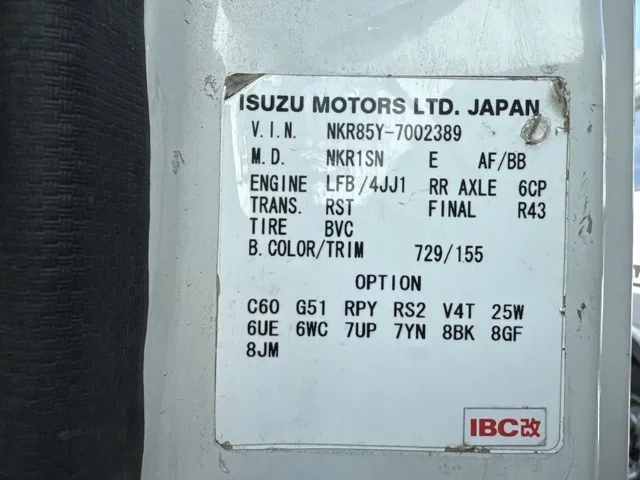 ISUZU MOTORS LTD. JAPAN
V.I.N. NKR85Y-7002389
M.D. NKR1SN E AF/BB
ENGINE LFB/4JJ1 RR AXLE 6CP
TRANS. RST FINAL R43
TIRE BVC
B.COLOR/TRIM 729/155
OPTION
C60 G51 RPY RS2 V4T 25W
6UE 6WC 7UP 7YN 8BK 8GF
8JM
IBC改